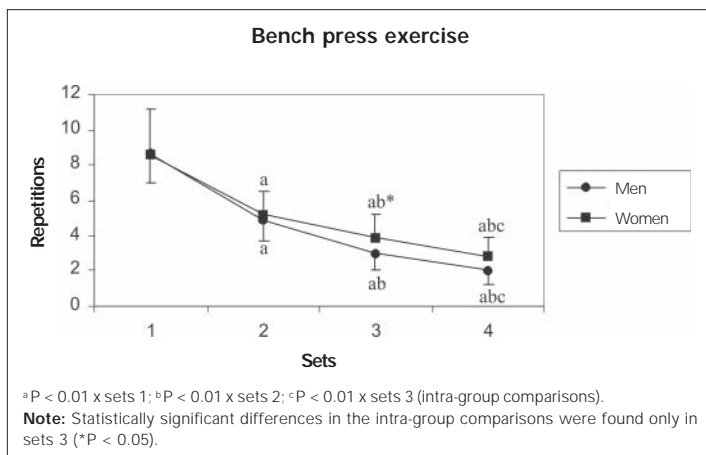 Bench press exercise
12
10
8
6
4
2
0
Repetitions
a
ab*
abc
a
ab
abc
1 2 3 4
Sets
Men
Women
ᵃ P < 0.01 x sets 1; ᵇP < 0.01 x sets 2; ᶜP < 0.01 x sets 3 (intra-group comparisons).
Note: Statistically significant differences in the intra-group comparisons were found only in
sets 3 (*P < 0.05).